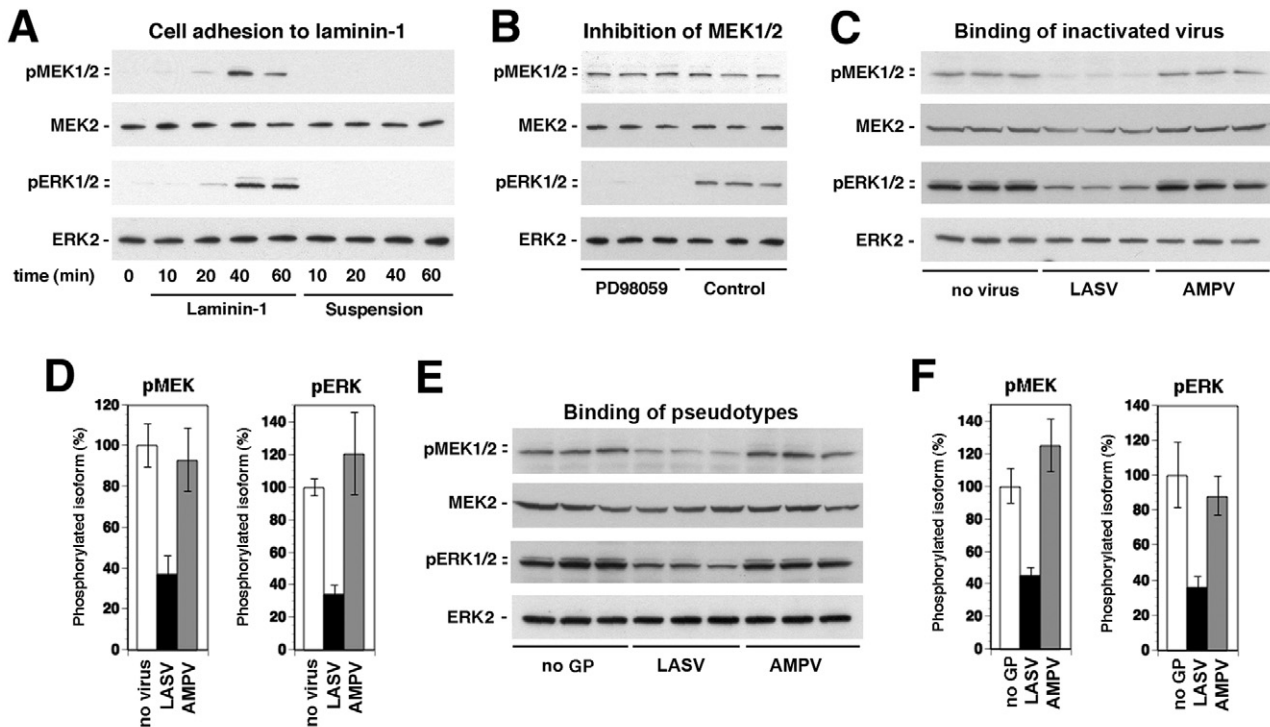 A
Cell adhesion to laminin-1
pMEK1/2 =
MEK2 -
pERK1/2 =
ERK2 -
time (min) 0 10 20 40 60 10 20 40 60
Laminin-1 Suspension
B
Inhibition of MEK1/2
pMEK1/2 =
MEK2 -
pERK1/2 =
ERK2 -
PD98059 Control
C
Binding of inactivated virus
pMEK1/2 =
MEK2 -
pERK1/2 =
ERK2 -
no virus LASV AMPV
D
pMEK
Phosphorylated isoform (%)
120
100
80
60
40
20
0
no virus
LASV
AMPV
pERK
Phosphorylated isoform (%)
140
120
100
80
60
40
20
0
no virus
LASV
AMPV
E
Binding of pseudotypes
pMEK1/2 =
MEK2 -
pERK1/2 =
ERK2 -
no GP LASV AMPV
F
pMEK
Phosphorylated isoform (%)
140
120
100
80
60
40
20
0
no GP
LASV
AMPV
pERK
Phosphorylated isoform (%)
140
120
100
80
60
40
20
0
no GP
LASV
AMPV